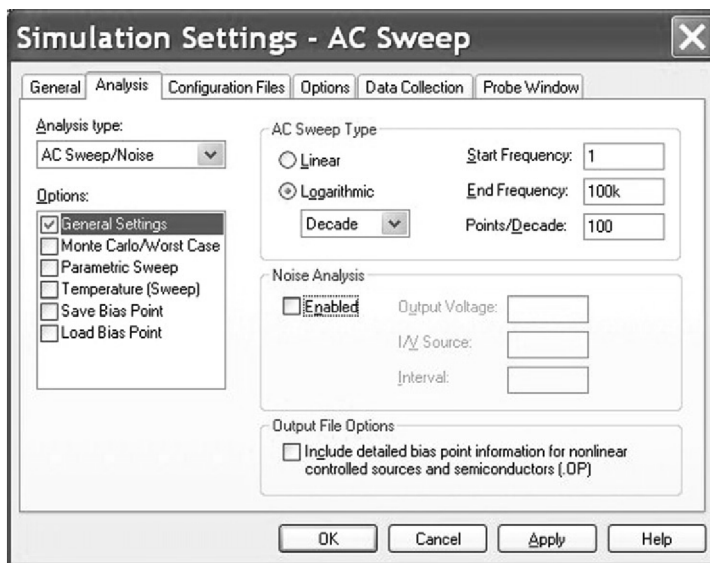 Simulation Settings - AC Sweep
General Analysis Configuration Files Options Data Collection Probe Window
Analysis type:
AC Sweep/Noise
Options:
General Settings
Monte Carlo/Worst Case
Parametric Sweep
Temperature (Sweep)
Save Bias Point
Load Bias Point
AC Sweep Type
Linear
Logarithmic
Decade
Start Frequency: 1
End Frequency: 100k
Points/Decade: 100
Noise Analysis
Enabled
Output Voltage:
I/V Source:
Interval:
Output File Options
Include detailed bias point information for nonlinear
controlled sources and semiconductors (.OP)
OK Cancel Apply Help